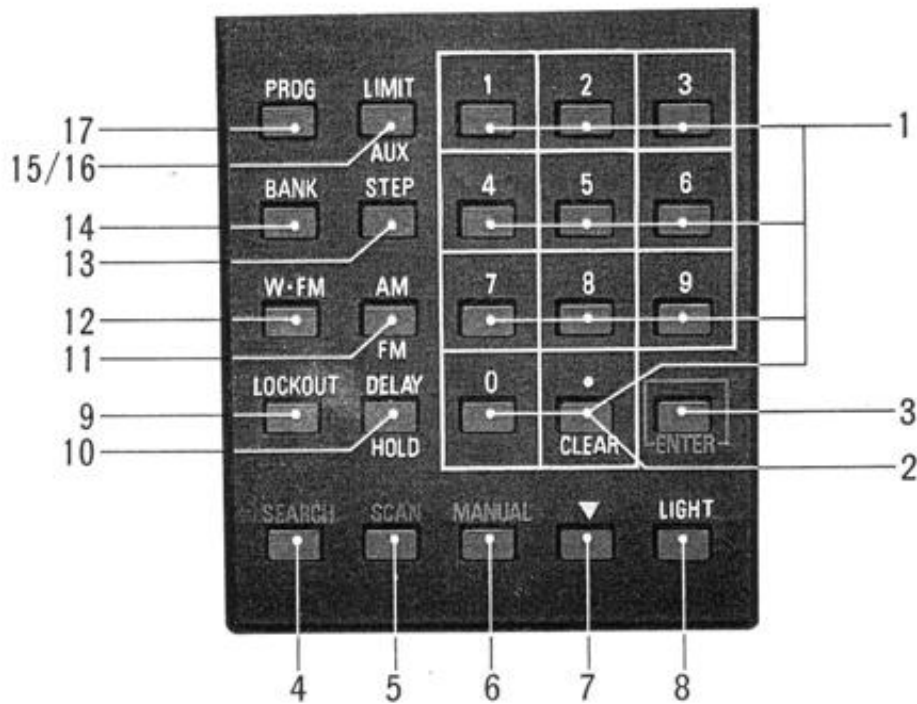 PROG LIMIT 1 2 3
17 1
15/16 AUX
BANK STEP 4 5 6
14
13
W·FM AM 7 8 9
12
11 FM
LOCKOUT DELAY 0 •
9 3
10 HOLD CLEAR ENTER 2
SEARCH SCAN MANUAL ▼ LIGHT
4 5 6 7 8